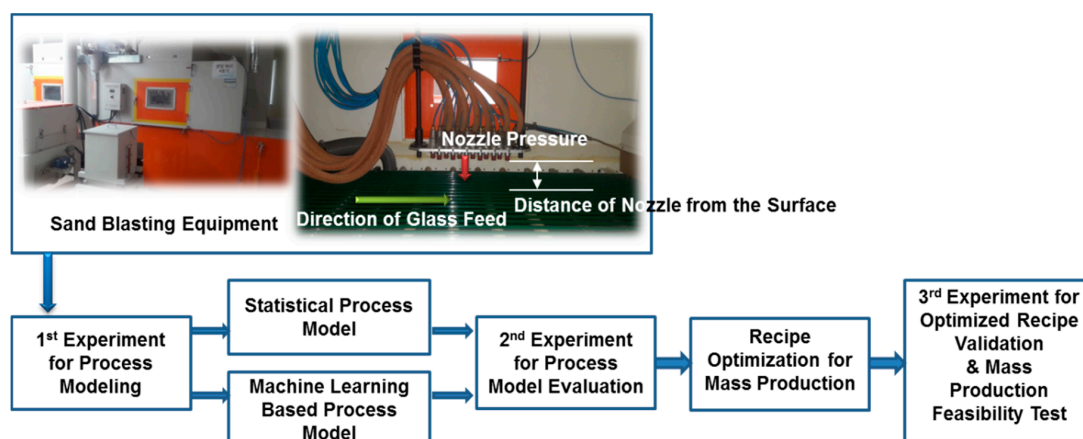 Nozzle Pressure
Sand Blasting Equipment
Direction of Glass Feed
Distance of Nozzle from the Surface
1st Experiment
for Process
Modeling
Statistical Process
Model
Machine Learning
Based Process
Model
2nd Experiment
for Process
Model Evaluation
Recipe
Optimization for
Mass Production
3rd Experiment for
Optimized Recipe
Validation
& Mass
Production
Feasibility Test